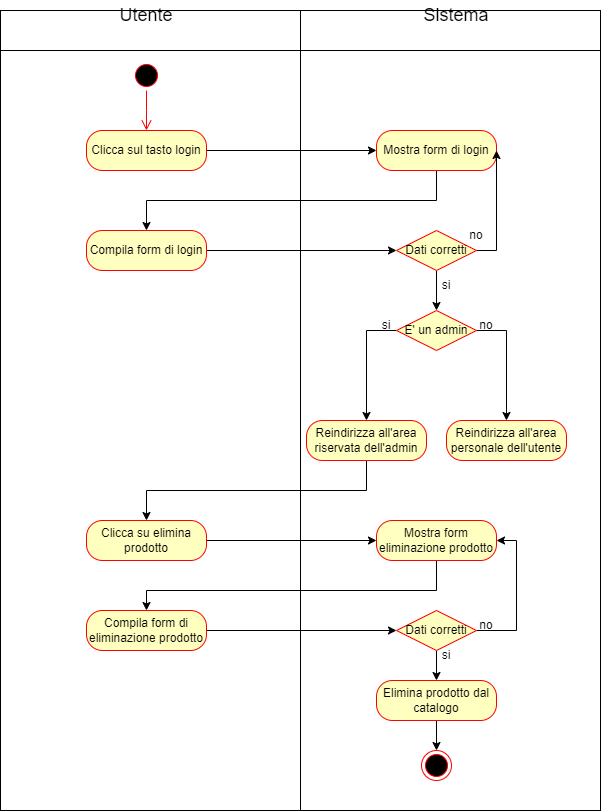 Utente
Sistema
Clicca sul tasto login
Mostra form di login
Compila form di login
Dati corretti
no
si
E' un admin
si
no
Reindirizza all'area
riservata dell'admin
Reindirizza all'area
personale dell'utente
Clicca su elimina
prodotto
Mostra form
eliminazione prodotto
Compila form di
eliminazione prodotto
Dati corretti
no
si
Elimina prodotto dal
catalogo